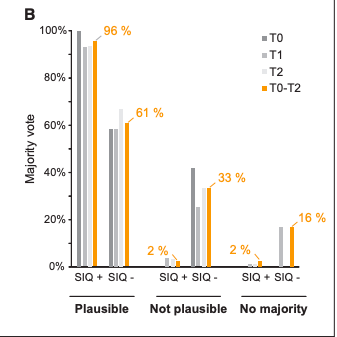 B
100%
80%
60%
40%
20%
0%
Majority vote
T0
T1
T2
T0-T2
96 %
61 %
2 %
33 %
2 %
16 %
SIQ + SIQ -
SIQ + SIQ -
SIQ + SIQ -
Plausible
Not plausible
No majority